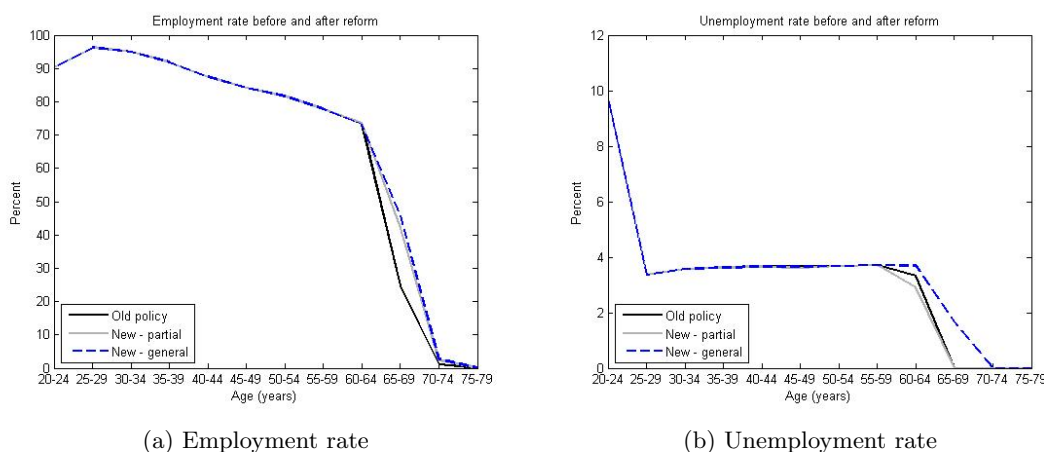 Employment rate before and after reform
100
90
80
70
60
50
40
30
20
10
0
Percent
Old policy
New - partial
New - general
20-24 25-29 30-34 35-39 40-44 45-49 50-54 55-59 60-64 65-69 70-74 75-79
Age (years)
(a) Employment rate
Unemployment rate before and after reform
12
10
8
6
4
2
0
Percent
Old policy
New - partial
New - general
20-24 25-29 30-34 35-39 40-44 45-49 50-54 55-59 60-64 65-69 70-74 75-79
Age (years)
(b) Unemployment rate